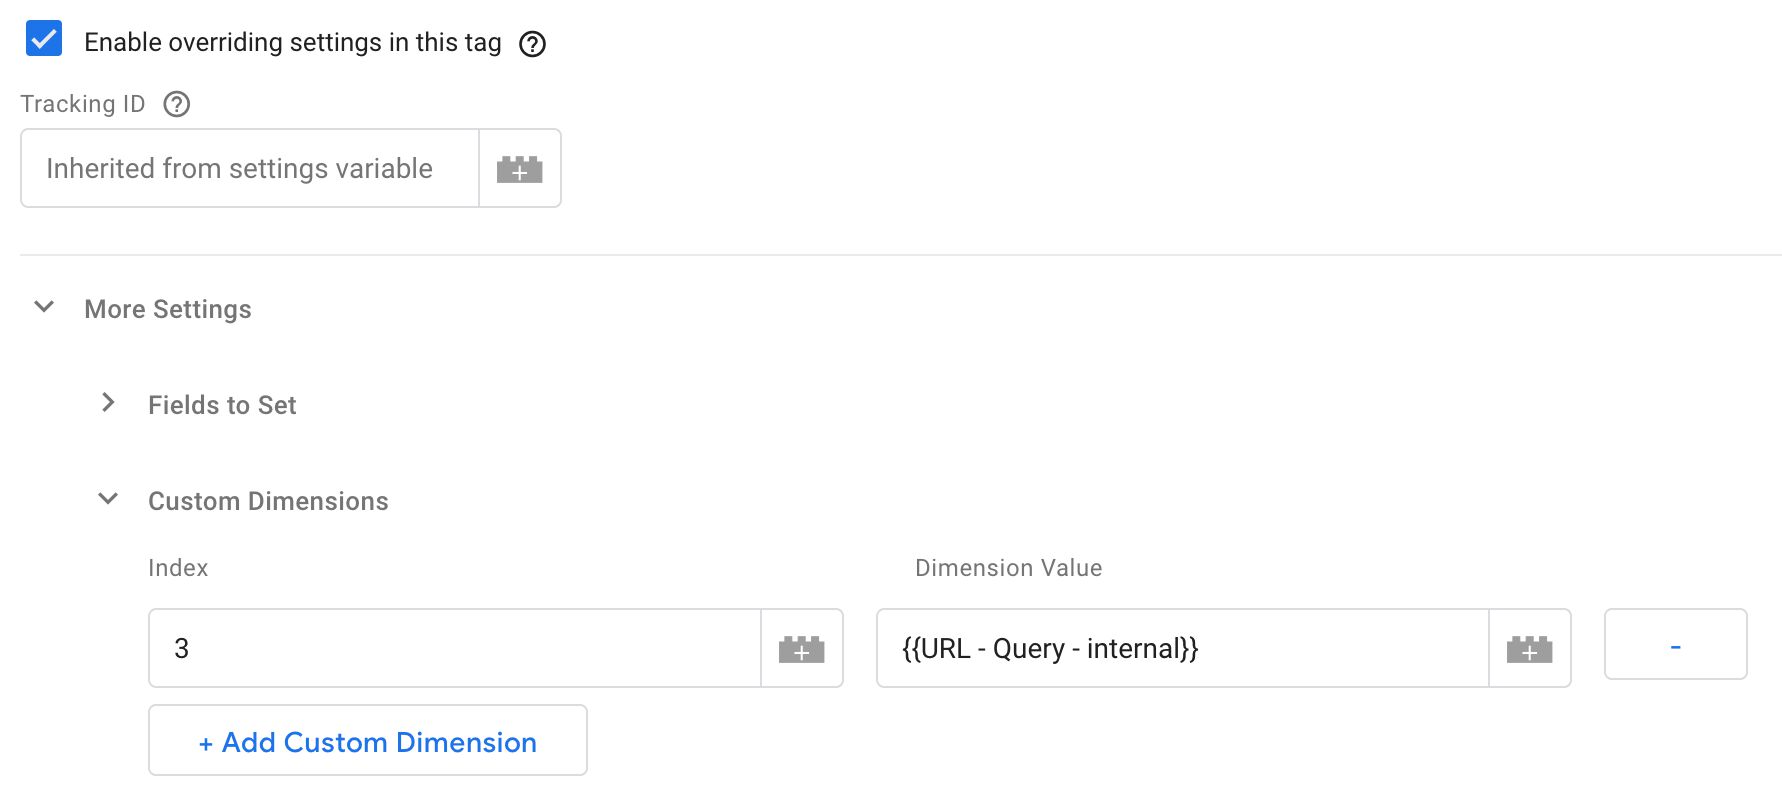 Enable overriding settings in this tag
Tracking ID
Inherited from settings variable
More Settings
Fields to Set
Custom Dimensions
Index
Dimension Value
3
{{URL - Query - internal}}
-
+ Add Custom Dimension